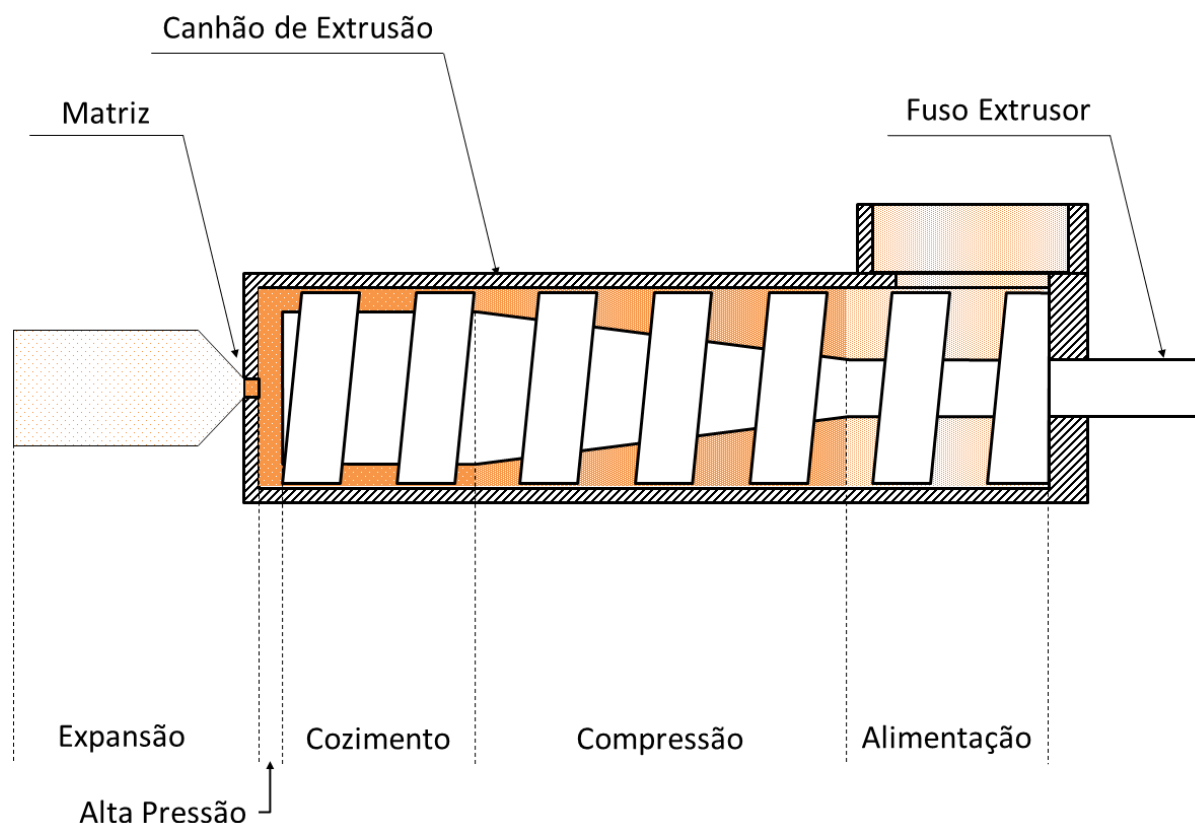 Canhão de Extrusão
Matriz
Fuso Extrusor
Expansão
Cozimento
Compressão
Alimentação
Alta Pressão